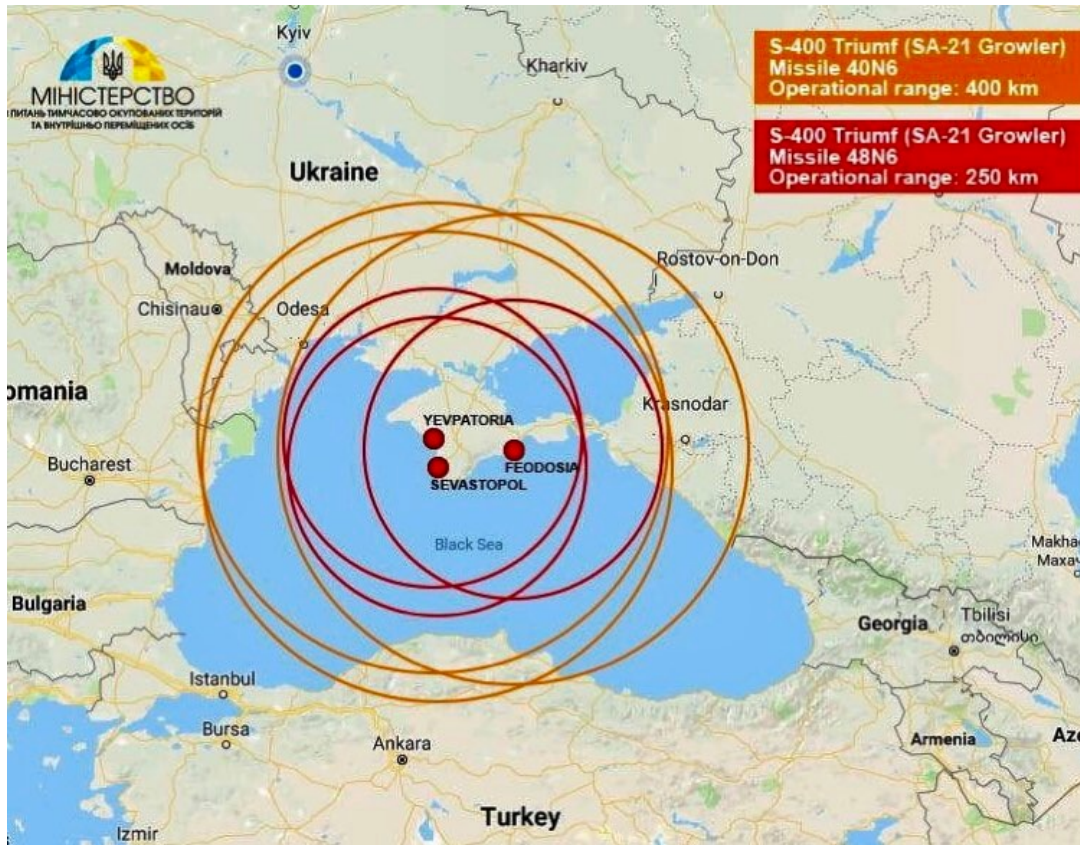 Kyiv
Kharkiv
S-400 Triumf (SA-21 Growler)
Missile 40N6
Operational range: 400 km
МІНІСТЕРСТВО
ПИТАНЬ ТИМЧАСОВО ОКУПОВАНИХ ТЕРИТОРІЙ
ТА ВНУТРІШНЬО ПЕРЕМІЩЕНИХ ОСІБ
S-400 Triumf (SA-21 Growler)
Missile 48N6
Operational range: 250 km
Ukraine
Moldova
Rostov-on-Don
Chisinau
Odesa
omania
Krasnodar
YEVPATORIA
Bucharest
FEODOSIA
SEVASTOPOL
Black Sea
Makha
Маха
Bulgaria
Georgia
Tbilisi
თბილისი
Istanbul
Bursa
Ankara
Armenia
Aze
Turkey
Izmir